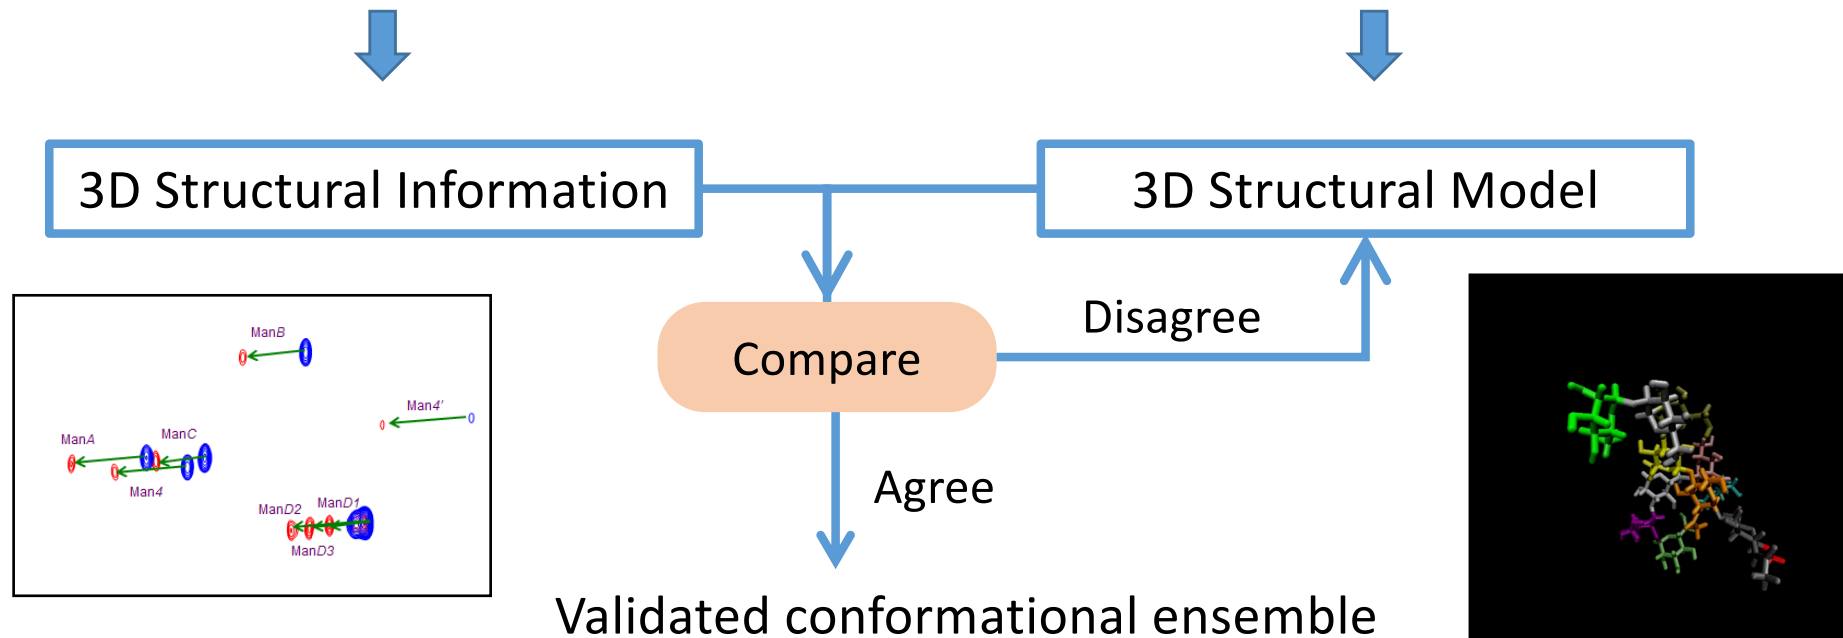 3D Structural Information
3D Structural Model
Compare
Disagree
Agree
Validated conformational ensemble
ManB
Man4'
ManA
ManC
Man4
ManD2
ManD1
ManD3